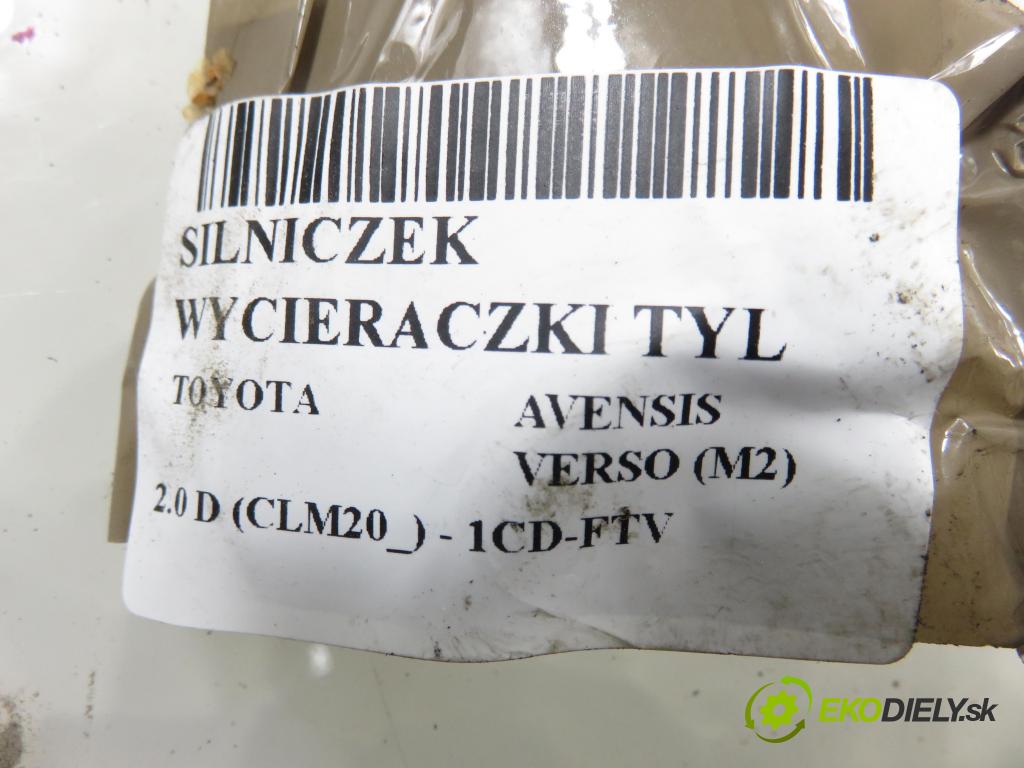 SILNICZEK
WYCIERACZKI TYL
TOYOTA AVENSIS
VERSO (M2)
2.0 D (CLM20_) - 1CD-FTV
EKODIELY.sk